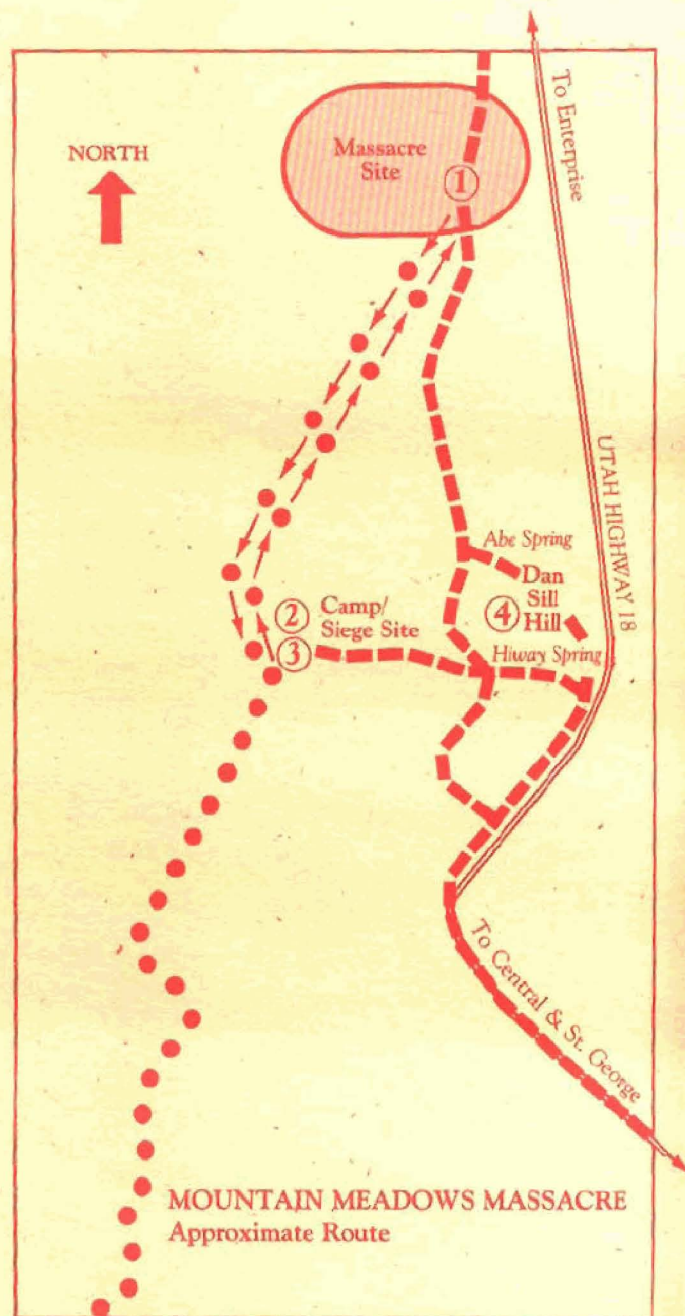 To Enterprise
NORTH
Massacre
Site
1
UTAH HIGHWAY 18
Abe Spring
Dan
Sill
Hill
4
2
Camp/
Siege Site
3
Hiway Spring
To Central & St. George
MOUNTAIN MEADOWS MASSACRE
Approximate Route